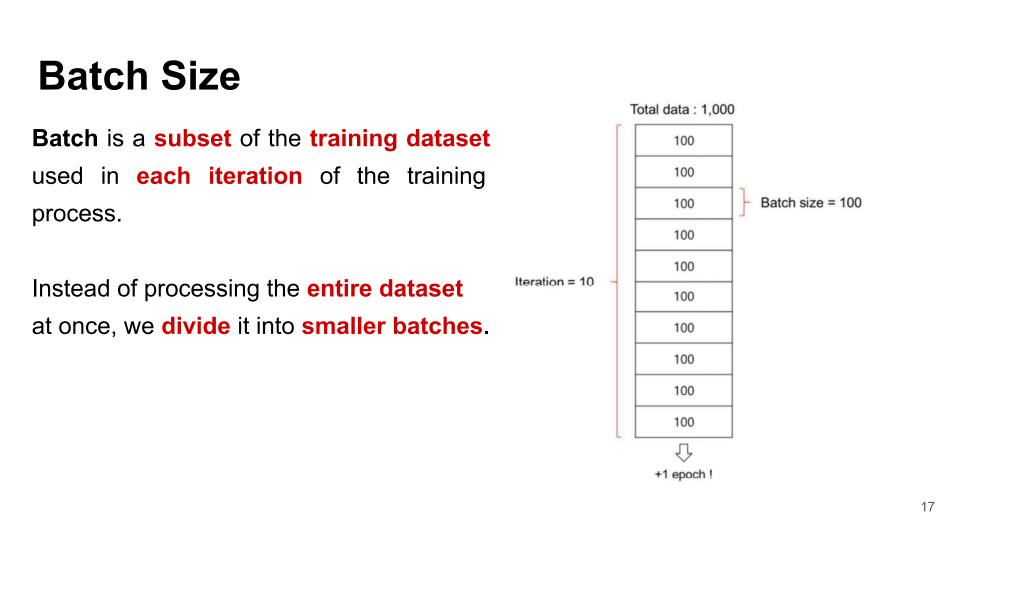 Batch Size
Batch is a subset of the training dataset
used in each iteration of the training
process.
Instead of processing the entire dataset
at once, we divide it into smaller batches.
Total data : 1,000
100
100
100
100
100
100
100
100
100
100
Batch size = 100
Iteration = 10
+1 epoch !
17